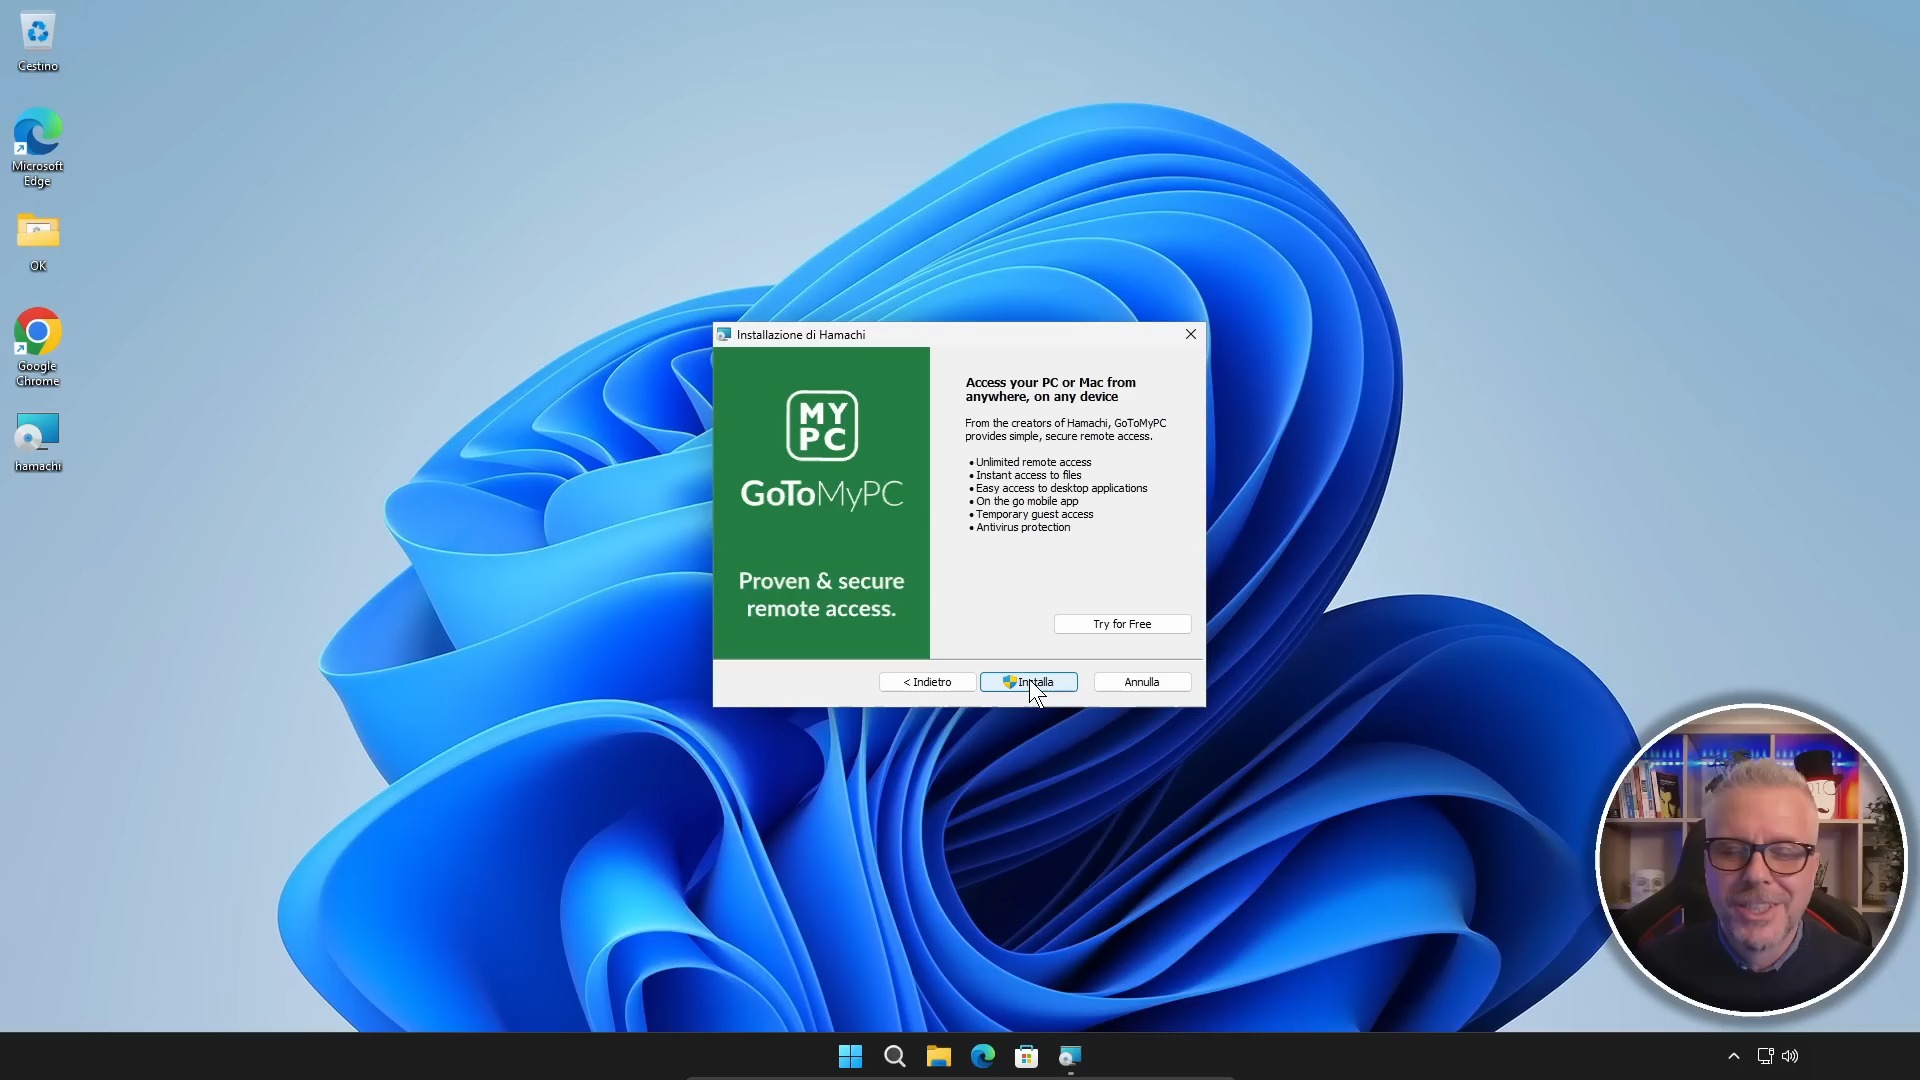 Cestino
Microsoft
Edge
OK
Google
Chrome
hamachi
Installazione di Hamachi
MY
PC
GoToMyPC
Proven & secure
remote access.
Access your PC or Mac from
anywhere, on any device
From the creators of Hamachi, GoToMyPC
provides simple, secure remote access.
• Unlimited remote access
• Instant access to files
• Easy access to desktop applications
• On the go mobile app
• Temporary guest access
• Antivirus protection
Try for Free
< Indietro
Installa
Annulla